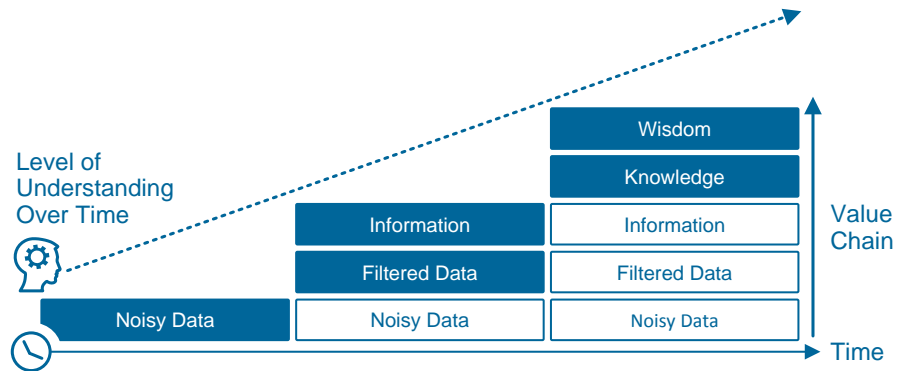 Wisdom
Level of
Understanding
Over Time
Knowledge
Information
Information
Value
Chain
Filtered Data
Filtered Data
Noisy Data
Noisy Data
Noisy Data
Time